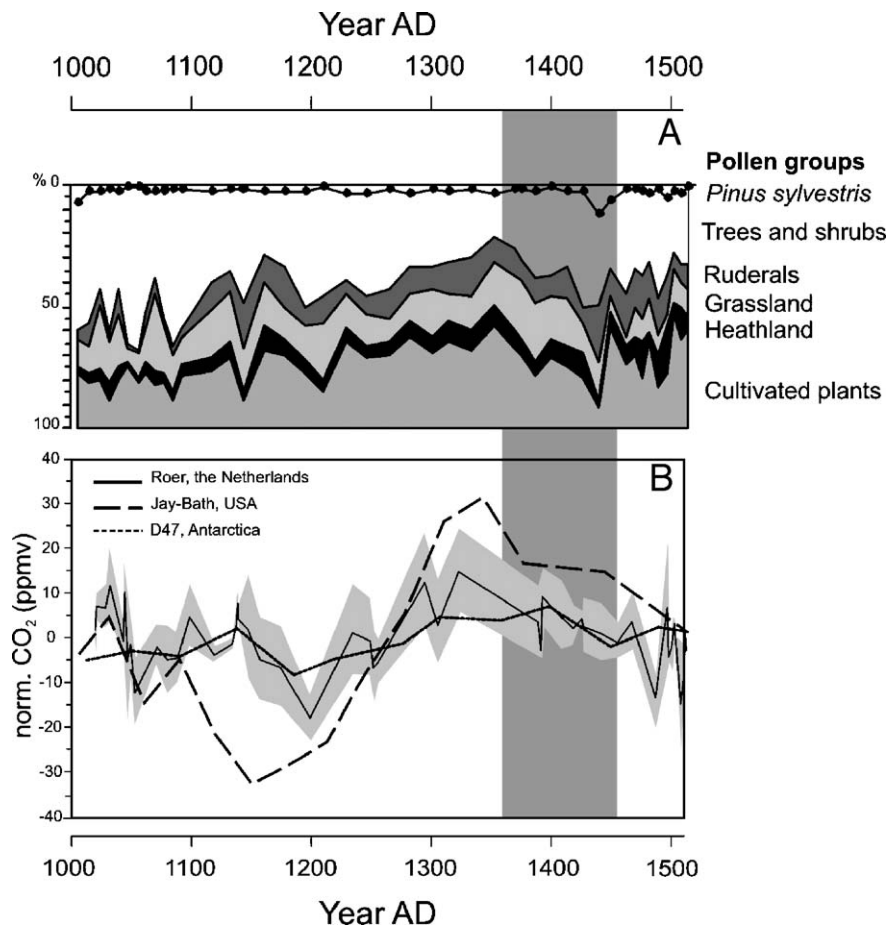 Year AD
1000 1100 1200 1300 1400 1500
A
% 0
50
100
Pollen groups
Pinus sylvestris
Trees and shrubs
Ruderals
Grassland
Heathland
Cultivated plants
B
40
30
20
10
0
-10
-20
-30
-40
norm. CO2 (ppmv)
Roer, the Netherlands
Jay-Bath, USA
D47, Antarctica
1000 1100 1200 1300 1400 1500
Year AD